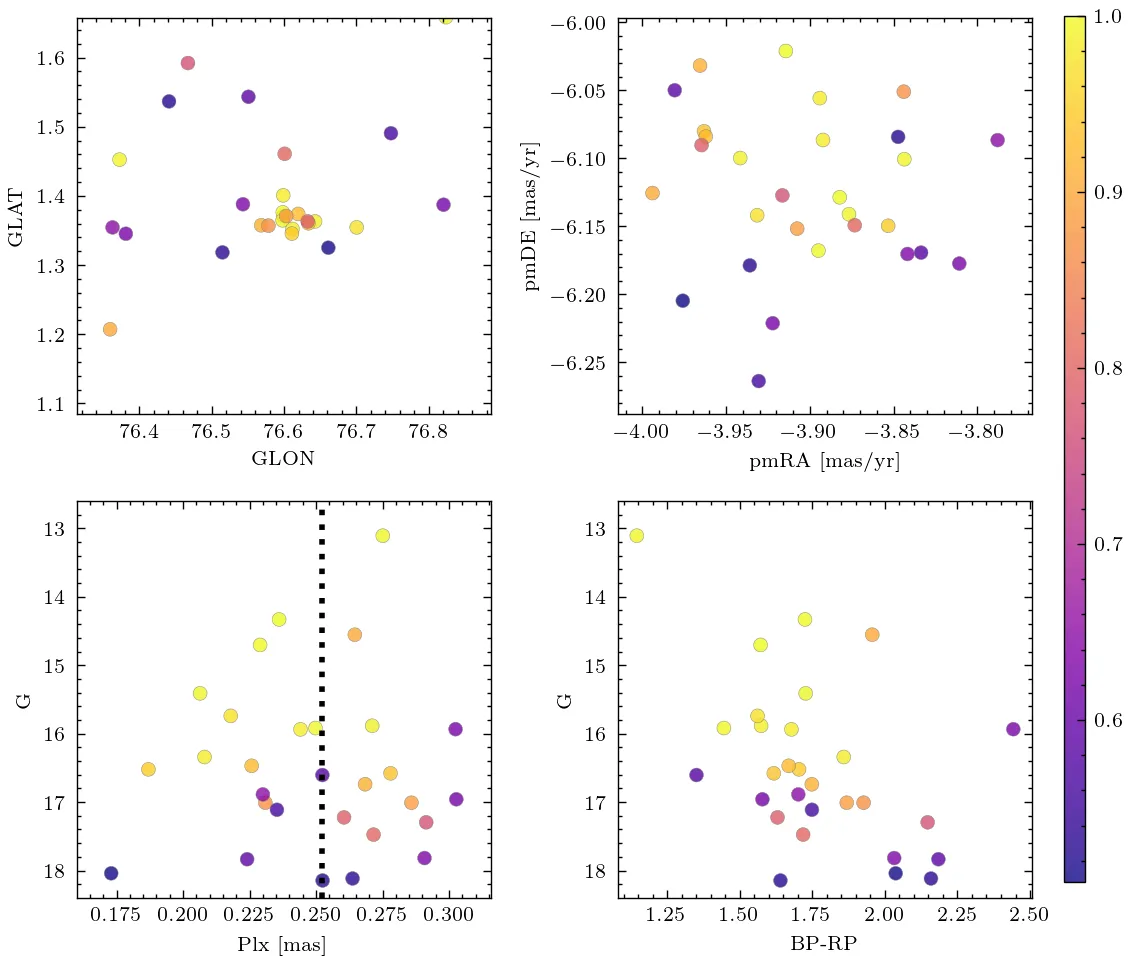 1.6
1.5
1.4
1.3
1.2
1.1
GLAT
76.4 76.5 76.6 76.7 76.8
GLON
−6.00
−6.05
−6.10
−6.15
−6.20
−6.25
pmDE [mas/yr]
−4.00 −3.95 −3.90 −3.85 −3.80
pmRA [mas/yr]
1.0
0.9
0.8
0.7
0.6
13
14
15
16
17
18
G
0.175 0.200 0.225 0.250 0.275 0.300
Plx [mas]
13
14
15
16
17
18
G
1.25 1.50 1.75 2.00 2.25 2.50
BP-RP